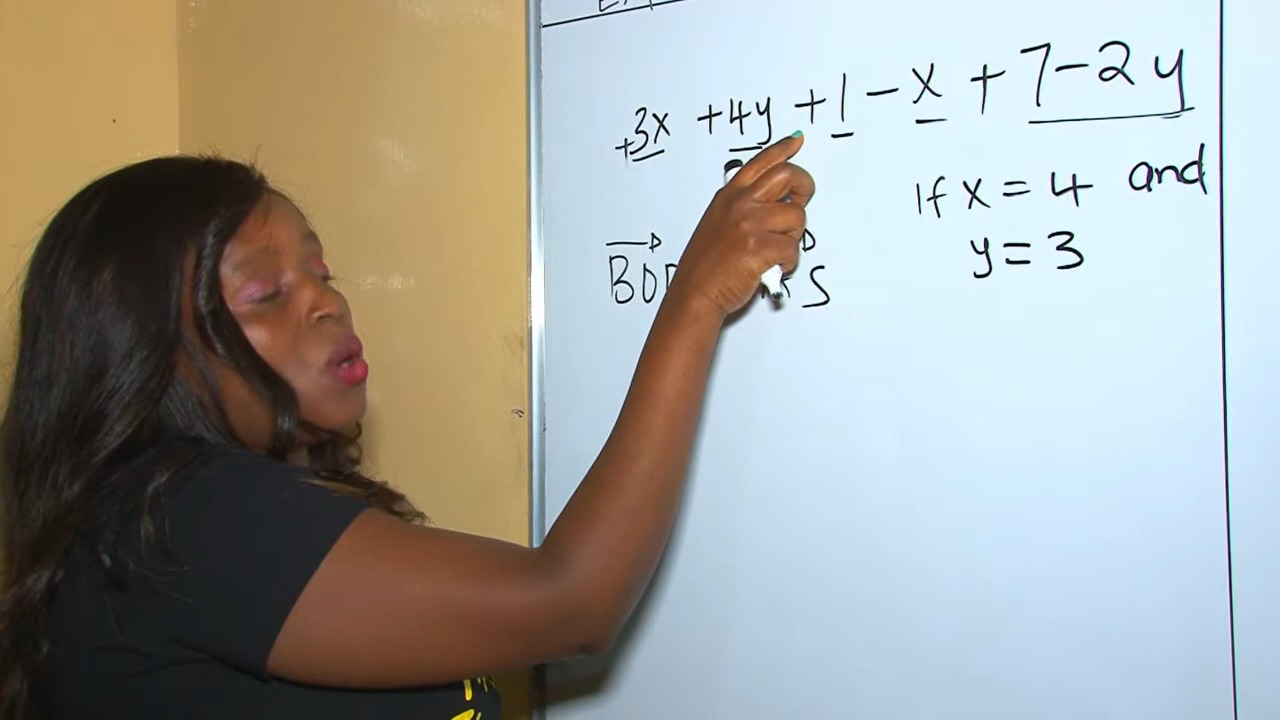 +3x +4y +1 - x + 7 - 2y
If x = 4 and
y = 3
S